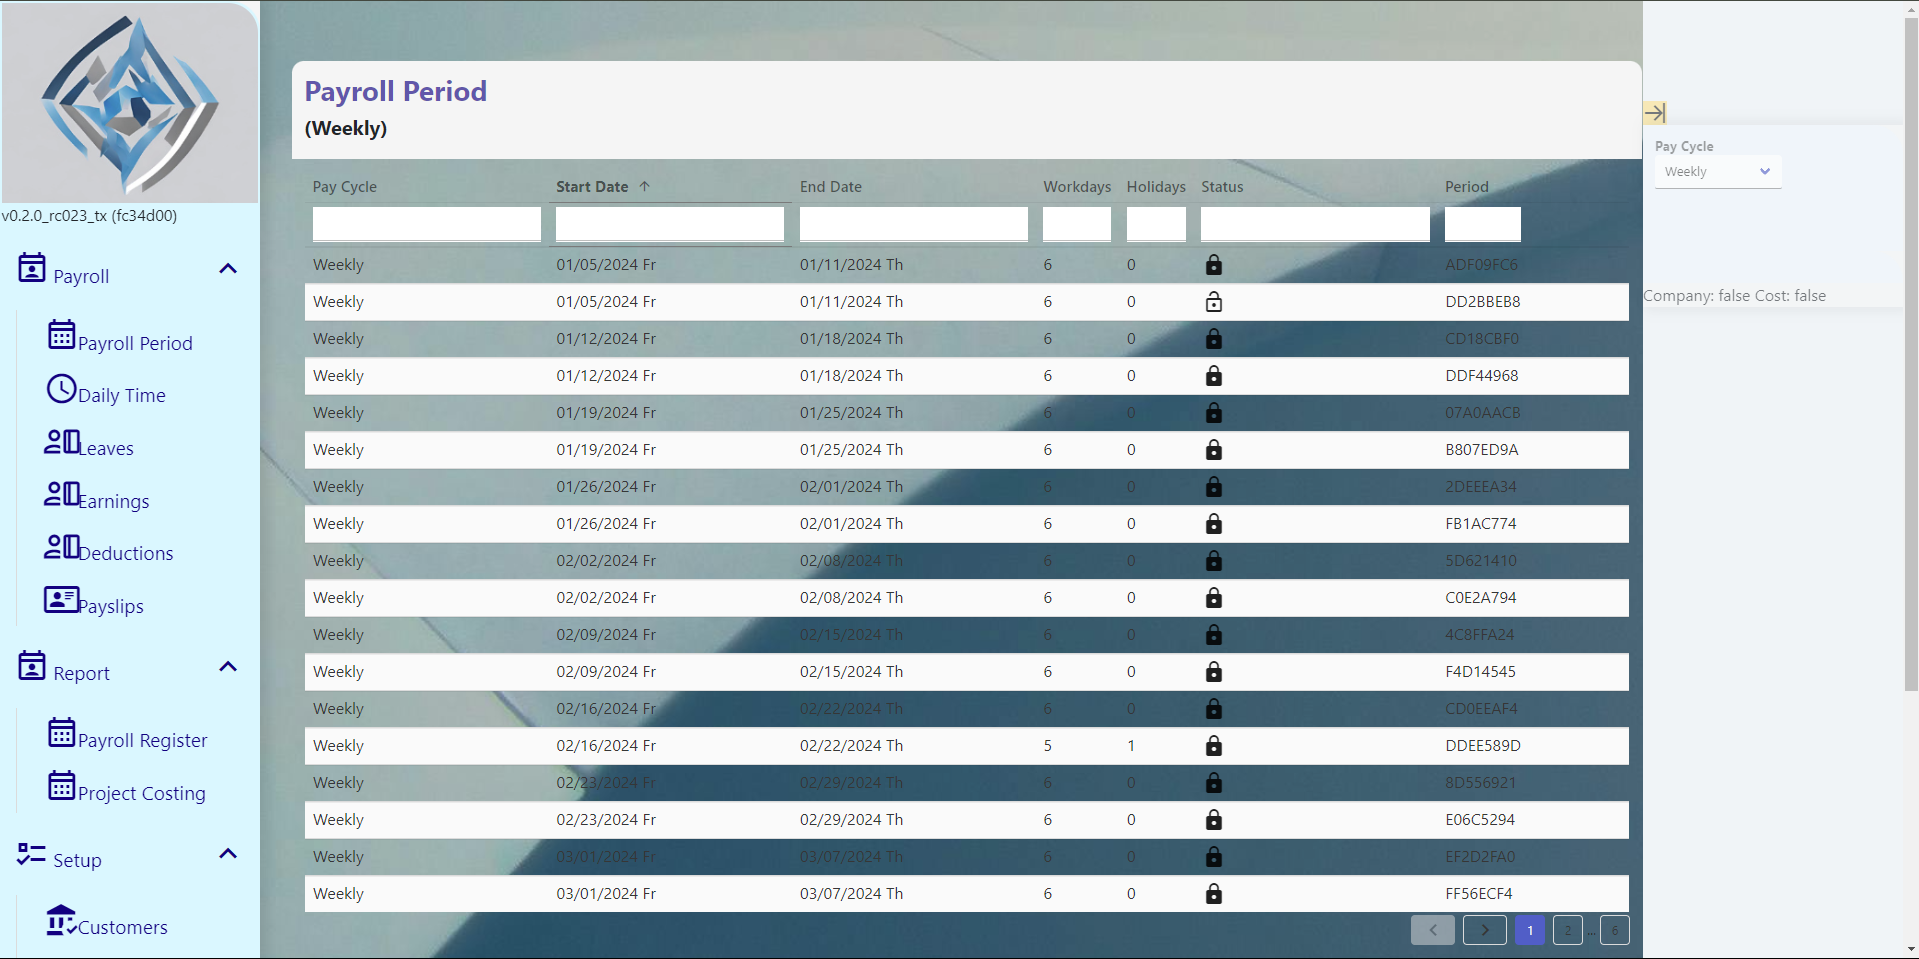 v0.2.0_rc023_tx (fc34d00)
Payroll
Payroll Period
Daily Time
Leaves
Earnings
Deductions
Payslips
Report
Payroll Register
Project Costing
Setup
Customers
Payroll Period
(Weekly)
Pay Cycle Start Date End Date Workdays Holidays Status Period
Weekly 01/05/2024 Fr 01/11/2024 Th 6 0 ADF09FC6
Weekly 01/05/2024 Fr 01/11/2024 Th 6 0 DD2BBEB8
Weekly 01/12/2024 Fr 01/18/2024 Th 6 0 CD18CBF0
Weekly 01/12/2024 Fr 01/18/2024 Th 6 0 DDF44968
Weekly 01/19/2024 Fr 01/25/2024 Th 6 0 07A0AACB
Weekly 01/19/2024 Fr 01/25/2024 Th 6 0 B807ED9A
Weekly 01/26/2024 Fr 02/01/2024 Th 6 0 2DEEEA34
Weekly 01/26/2024 Fr 02/01/2024 Th 6 0 FB1AC774
Weekly 02/02/2024 Fr 02/08/2024 Th 6 0 5D621410
Weekly 02/02/2024 Fr 02/08/2024 Th 6 0 C0E2A794
Weekly 02/09/2024 Fr 02/15/2024 Th 6 0 4C8FFA24
Weekly 02/09/2024 Fr 02/15/2024 Th 6 0 F4D14545
Weekly 02/16/2024 Fr 02/22/2024 Th 6 0 CD0EEAF4
Weekly 02/16/2024 Fr 02/22/2024 Th 5 1 DDEE589D
Weekly 02/23/2024 Fr 02/29/2024 Th 6 0 8D556921
Weekly 02/23/2024 Fr 02/29/2024 Th 6 0 E06C5294
Weekly 03/01/2024 Fr 03/07/2024 Th 6 0 EF2D2FA0
Weekly 03/01/2024 Fr 03/07/2024 Th 6 0 FF56ECF4
1 2 ... 6
Pay Cycle
Weekly
Company: false Cost: false